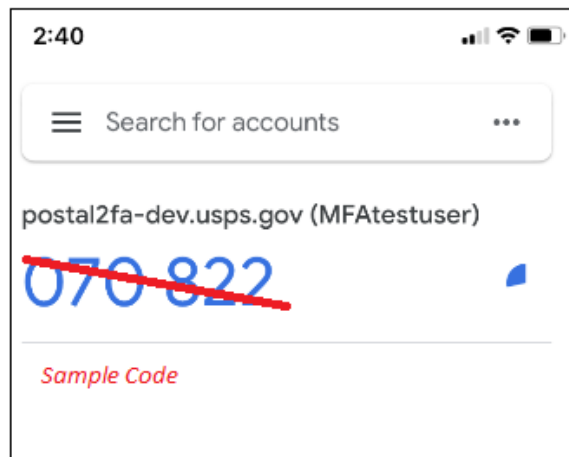 2:40
Search for accounts
postal2fa-dev.usps.gov (MFAtestuser)
070 822
Sample Code